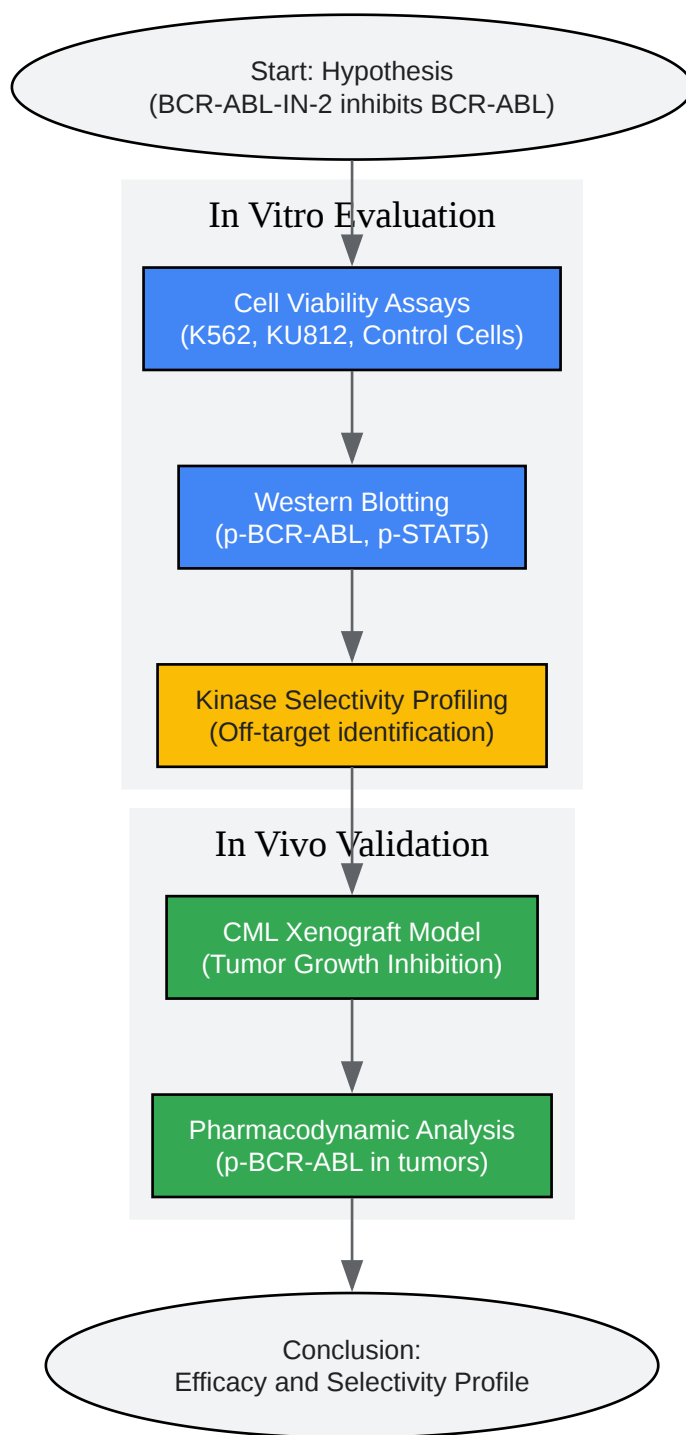 Start: Hypothesis
(BCR-ABL-IN-2 inhibits BCR-ABL)
In Vitro Evaluation
Cell Viability Assays
(K562, KU812, Control Cells)
Western Blotting
(p-BCR-ABL, p-STAT5)
Kinase Selectivity Profiling
(Off-target identification)
In Vivo Validation
CML Xenograft Model
(Tumor Growth Inhibition)
Pharmacodynamic Analysis
(p-BCR-ABL in tumors)
Conclusion:
Efficacy and Selectivity Profile